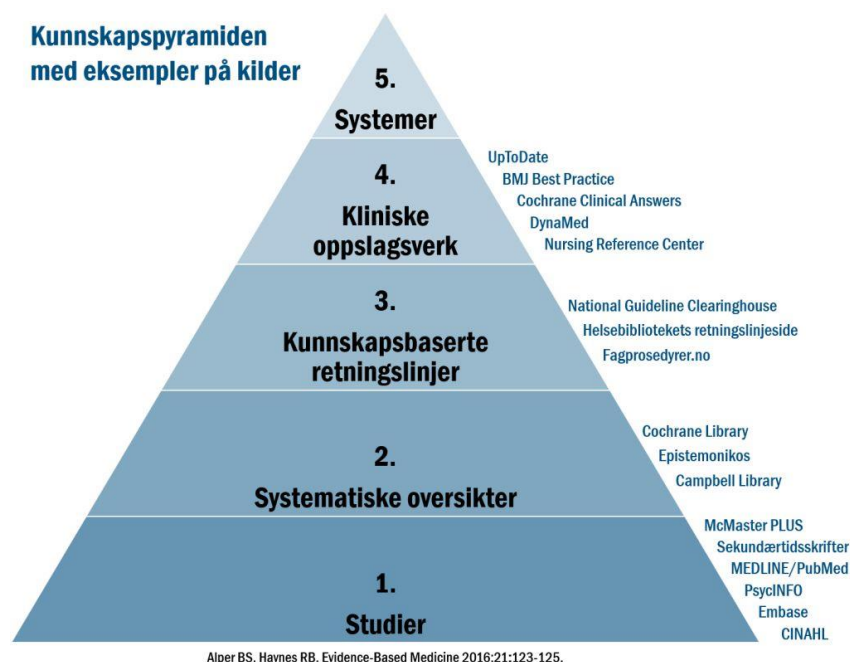 Kunnskapspyramiden
med eksempler på kilder
5.
Systemer
4.
Kliniske
oppslagsverk
UpToDate
BMJ Best Practice
Cochrane Clinical Answers
DynaMed
Nursing Reference Center
3.
Kunnskapsbaserte
retningslinjer
National Guideline Clearinghouse
Helsebibliotekets retningslinjeside
Fagprosedyrer.no
2.
Systematiske oversikter
Cochrane Library
Epistemonikos
Campbell Library
1.
Studier
McMaster PLUS
Sekundærtidsskrifter
MEDLINE/PubMed
PsycINFO
Embase
CINAHL
Alper BS, Haynes RB. Evidence-Based Medicine 2016;21:123-125.